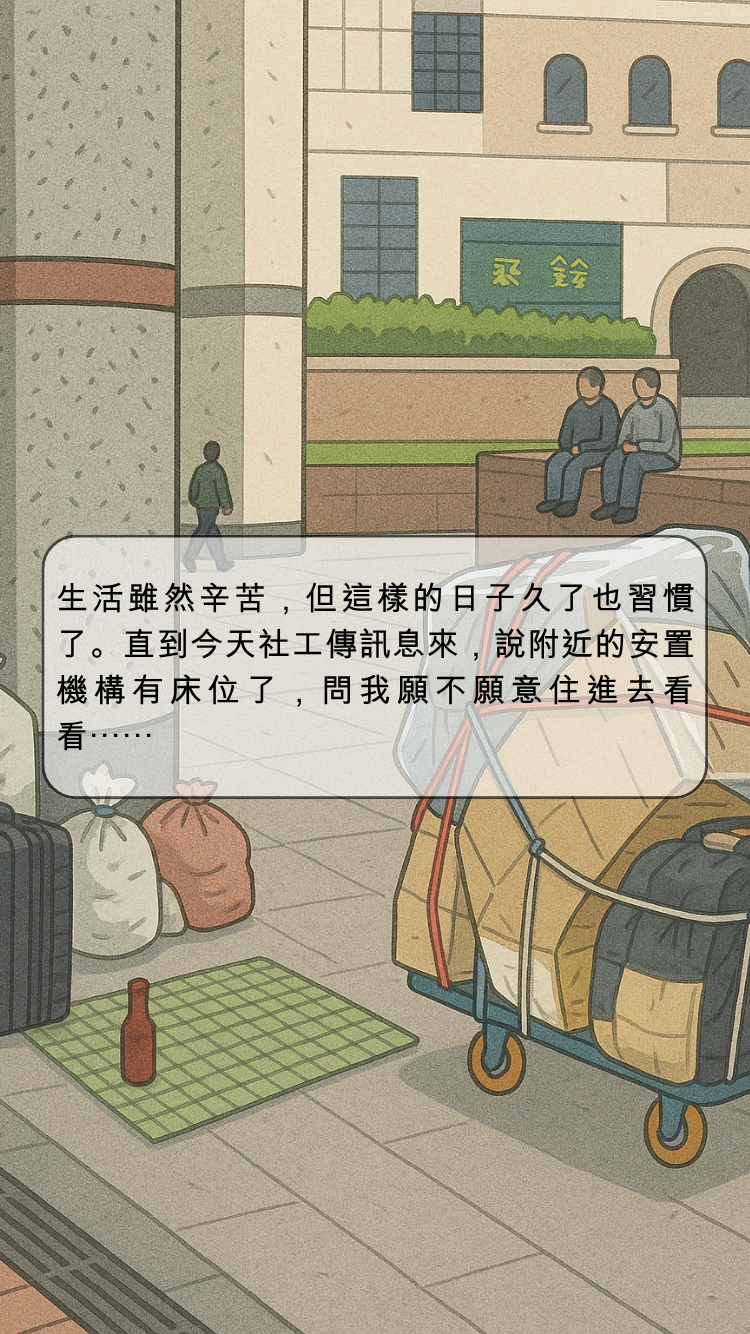 生活雖然辛苦，但這樣的日子久了也習慣
了。直到今天社工傳訊息來，說附近的安置
機構有床位了，問我願不願意住進去看
看⋯⋯